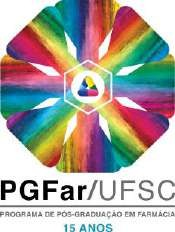 PGFar/UFSC
PROGRAMA DE PÓS-GRADUAÇÃO EM FARMÁCIA
15 ANOS